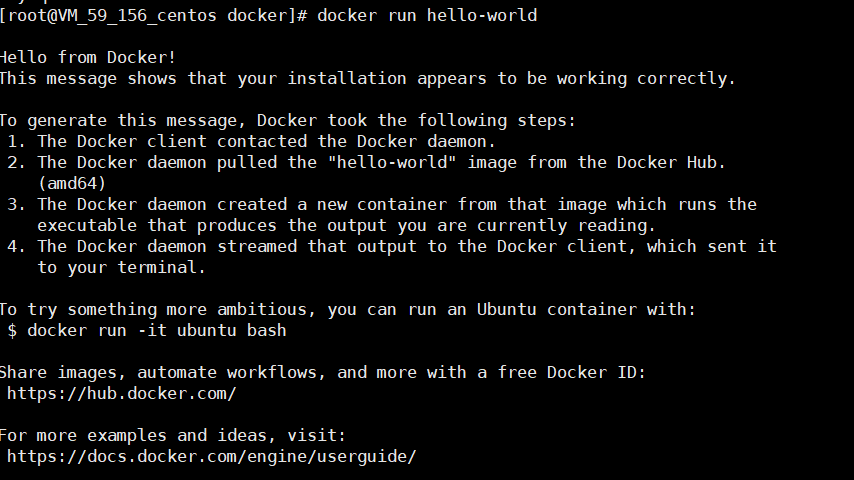 [root@VM_59_156_centos docker]# docker run hello-world
Hello from Docker!
This message shows that your installation appears to be working correctly.
To generate this message, Docker took the following steps:
1. The Docker client contacted the Docker daemon.
2. The Docker daemon pulled the "hello-world" image from the Docker Hub.
(amd64)
3. The Docker daemon created a new container from that image which runs the
executable that produces the output you are currently reading.
4. The Docker daemon streamed that output to the Docker client, which sent it
to your terminal.
To try something more ambitious, you can run an Ubuntu container with:
$ docker run -it ubuntu bash
Share images, automate workflows, and more with a free Docker ID:
https://hub.docker.com/
For more examples and ideas, visit:
https://docs.docker.com/engine/userguide/